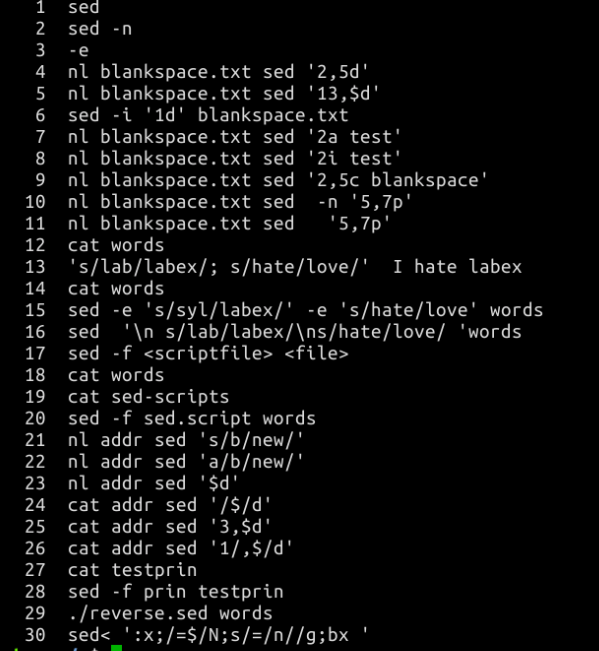 1 sed
2 sed -n
3 -e
4 nl blankspace.txt sed '2,5d'
5 nl blankspace.txt sed '13,$d'
6 sed -i '1d' blankspace.txt
7 nl blankspace.txt sed '2a test'
8 nl blankspace.txt sed '2i test'
9 nl blankspace.txt sed '2,5c blankspace'
10 nl blankspace.txt sed  -n '5,7p'
11 nl blankspace.txt sed   '5,7p'
12 cat words
13 's/lab/labex/; s/hate/love/'  I hate labex
14 cat words
15 sed -e 's/syl/labex/' -e 's/hate/love' words
16 sed  '\n s/lab/labex/\ns/hate/love/ 'words
17 sed -f <scriptfile> <file>
18 cat words
19 cat sed-scripts
20 sed -f sed.script words
21 nl addr sed 's/b/new/'
22 nl addr sed 'a/b/new/'
23 nl addr sed '$d'
24 cat addr sed '/$/d'
25 cat addr sed '3,$d'
26 cat addr sed '1/,$/d'
27 cat testprin
28 sed -f prin testprin
29 ./reverse.sed words
30 sed< ':x;/=$/N;s/=/n//g;bx '